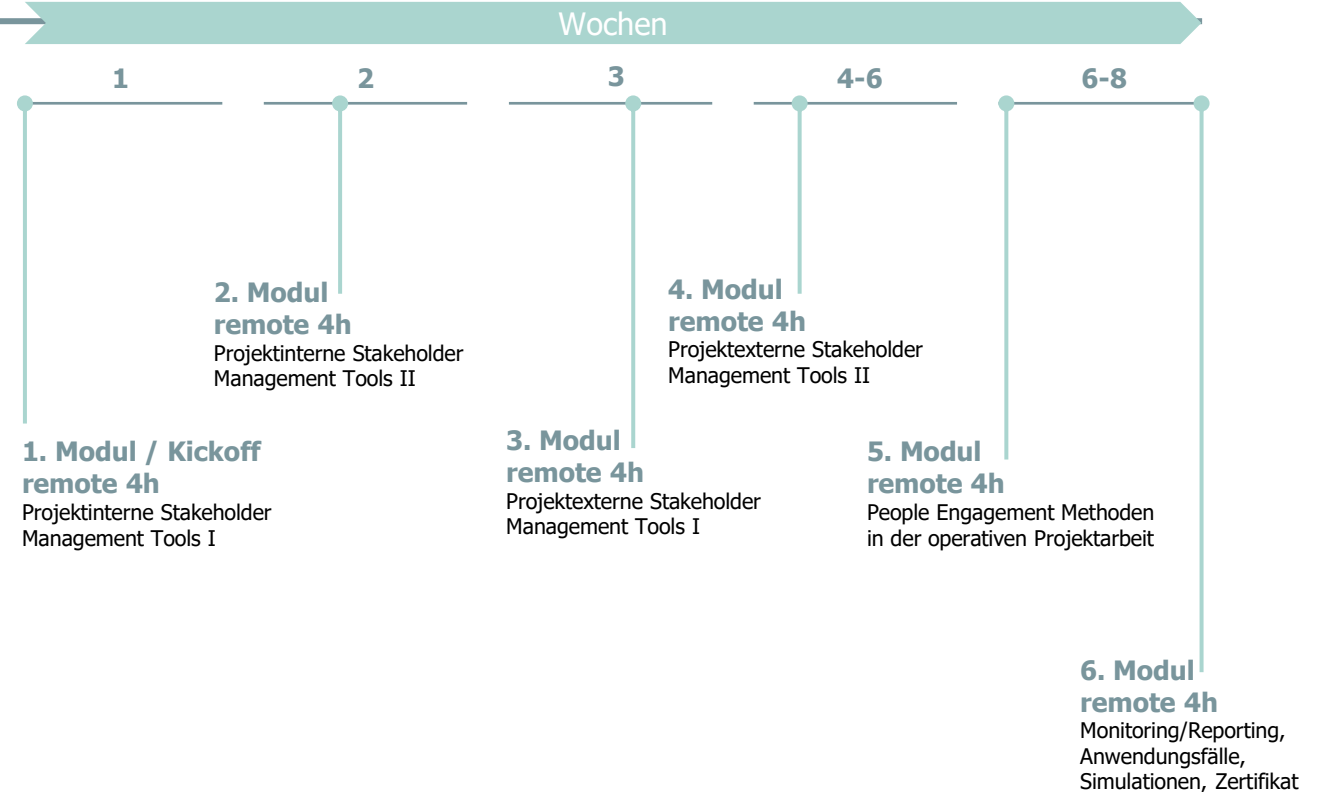 Wochen
1
2
3
4-6
6-8
1. Modul / Kickoff
remote 4h
Projektinterne Stakeholder
Management Tools I
2. Modul
remote 4h
Projektinterne Stakeholder
Management Tools II
3. Modul
remote 4h
Projektexterne Stakeholder
Management Tools I
4. Modul
remote 4h
Projektexterne Stakeholder
Management Tools II
5. Modul
remote 4h
People Engagement Methoden
in der operativen Projektarbeit
6. Modul
remote 4h
Monitoring/Reporting,
Anwendungsfälle,
Simulationen, Zertifikat